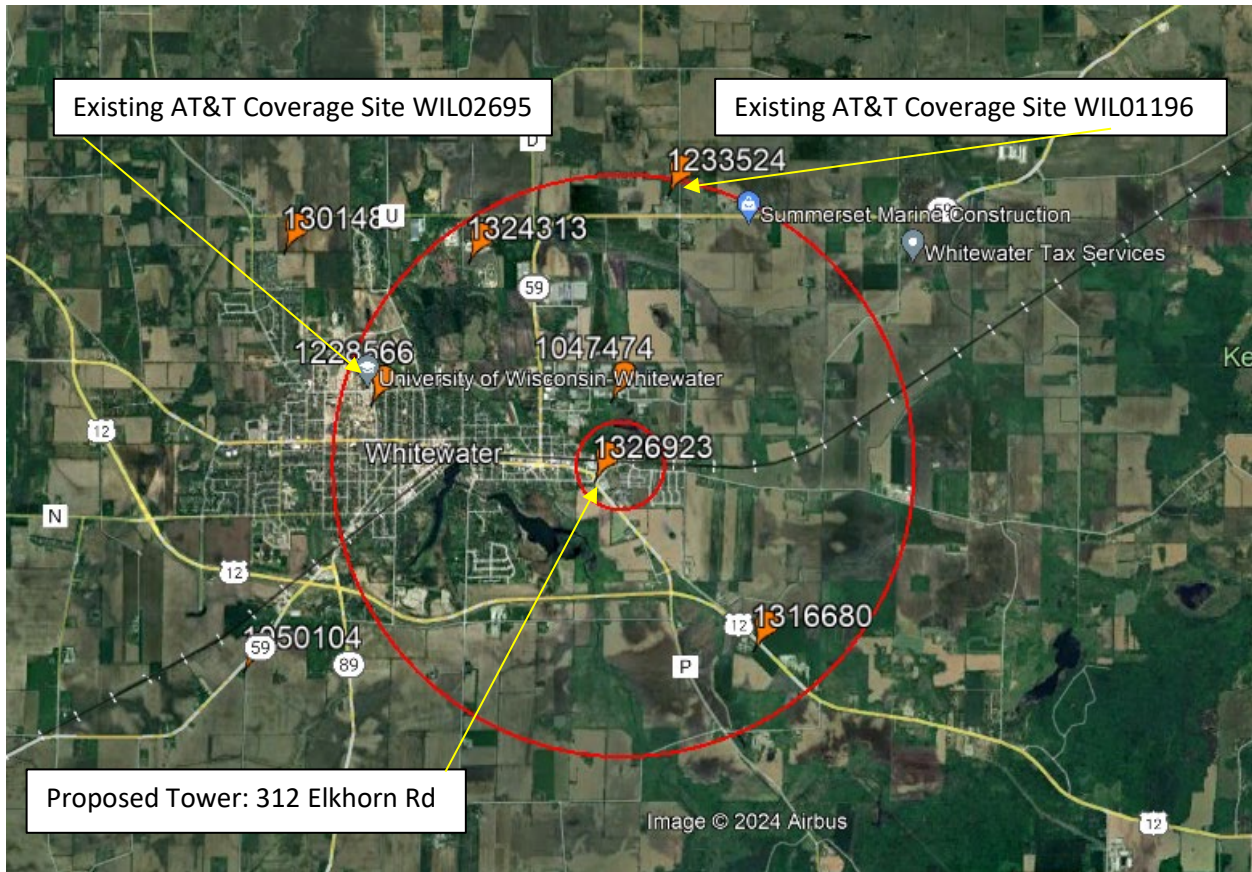 Existing AT&T Coverage Site WIL02695
Existing AT&T Coverage Site WIL01196
D
1233524
130148
U
1324313
59
Summerset Marine Construction
Whitewater Tax Services
59
1228566
1047474
University of Wisconsin-Whitewater
Ke
12
Whitewater
1326923
N
12
1316680
12
59
50104
89
P
Proposed Tower: 312 Elkhorn Rd
Image © 2024 Airbus
12